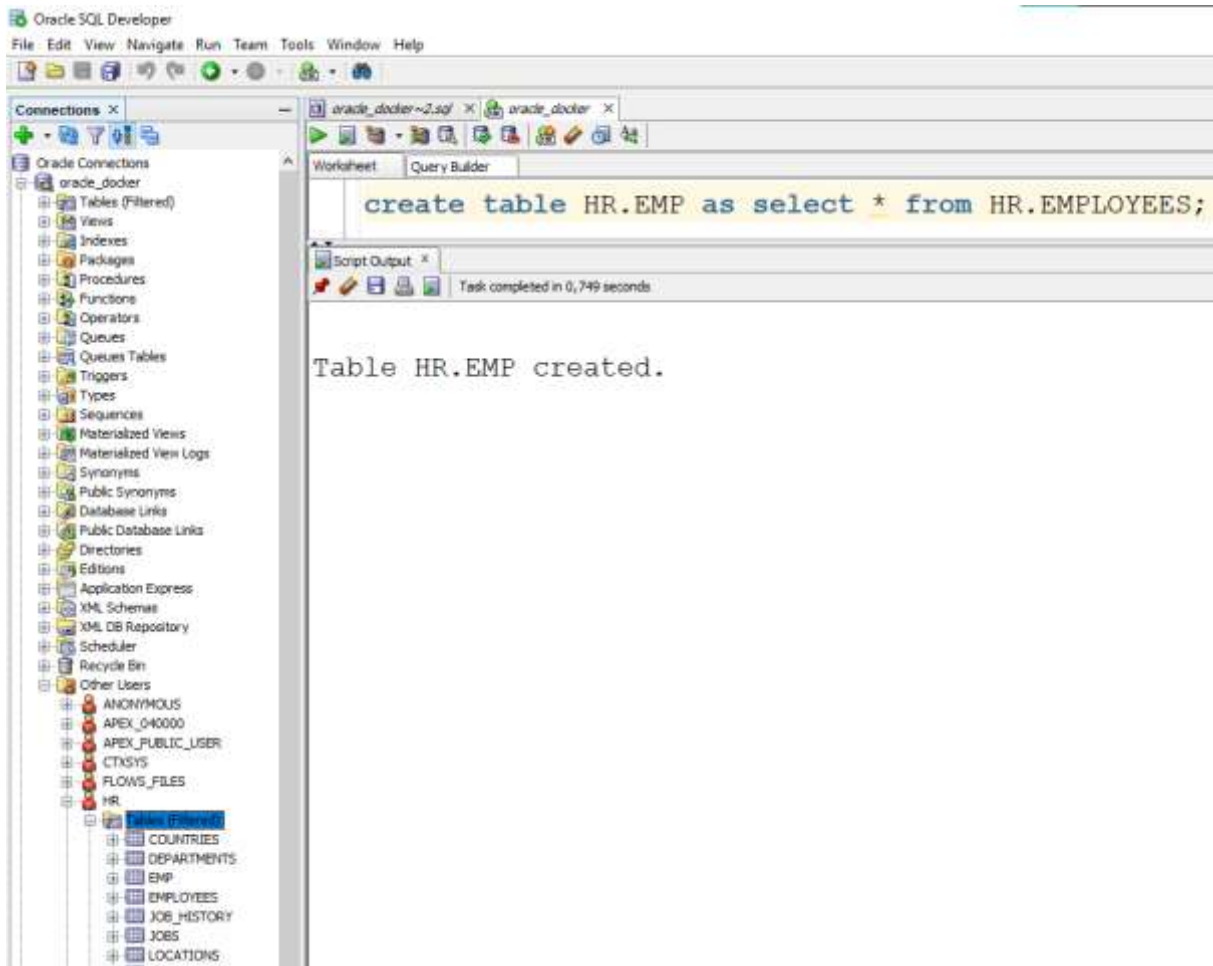 Oracle SQL Developer
File Edit View Navigate Run Team Tools Window Help
Connections
oracle_docker~2.sql oracle_docker
Worksheet Query Builder
Oracle Connections
oracle_docker
Tables (Filtered)
Views
Indexes
Packages
Procedures
Functions
Operators
Queues
Queues Tables
Triggers
Types
Sequences
Materialized Views
Materialized View Logs
Synonyms
Public Synonyms
Database Links
Public Database Links
Directories
Editions
Application Express
XML Schemas
XML DB Repository
Scheduler
Recycle Bin
Other Users
ANONYMOUS
APEX_040000
APEX_PUBLIC_USER
CTXSYS
FLOWS_FILES
HR
Tables (Filtered)
COUNTRIES
DEPARTMENTS
EMP
EMPLOYEES
JOB_HISTORY
JOBS
LOCATIONS
create table HR.EMP as select * from HR.EMPLOYEES;
Script Output
Task completed in 0,749 seconds
Table HR.EMP created.